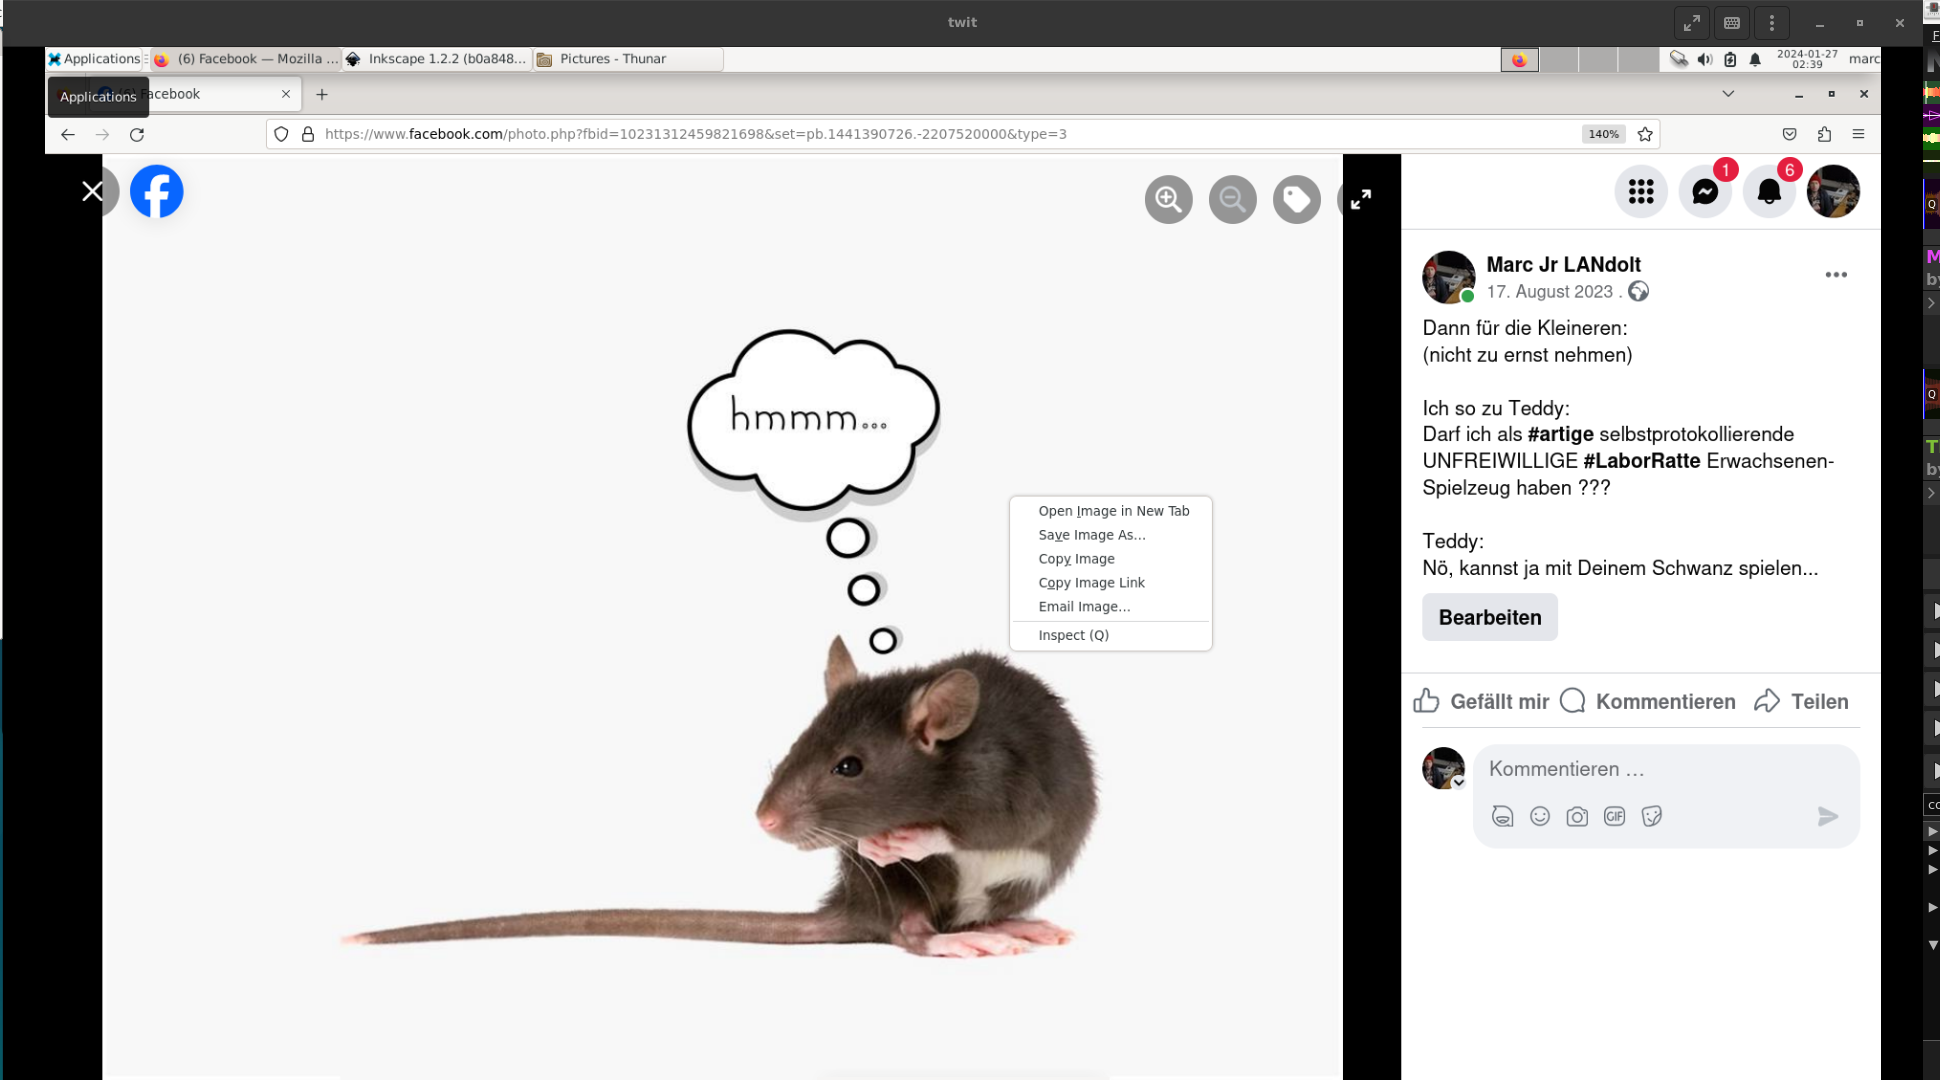 twit
Applications
(6) Facebook — Mozilla ...
Inkscape 1.2.2 (b0a848...
Pictures - Thunar
2024-01-27
02:39
marc
Applications
Facebook
https://www.facebook.com/photo.php?fbid=10231312459821698&set=pb.1441390726.-2207520000&type=3
140%
1
6
hmmm...
Open Image in New Tab
Save Image As...
Copy Image
Copy Image Link
Email Image...
Inspect (Q)
Marc Jr LANdolt
17. August 2023 .
Dann für die Kleineren:
(nicht zu ernst nehmen)
Ich so zu Teddy:
Darf ich als #artige selbstprotokollierende
UNFREIWILLIGE #LaborRatte Erwachsenen-
Spielzeug haben ???
Teddy:
Nö, kannst ja mit Deinem Schwanz spielen...
Bearbeiten
Gefällt mir
Kommentieren
Teilen
Kommentieren …
GIF